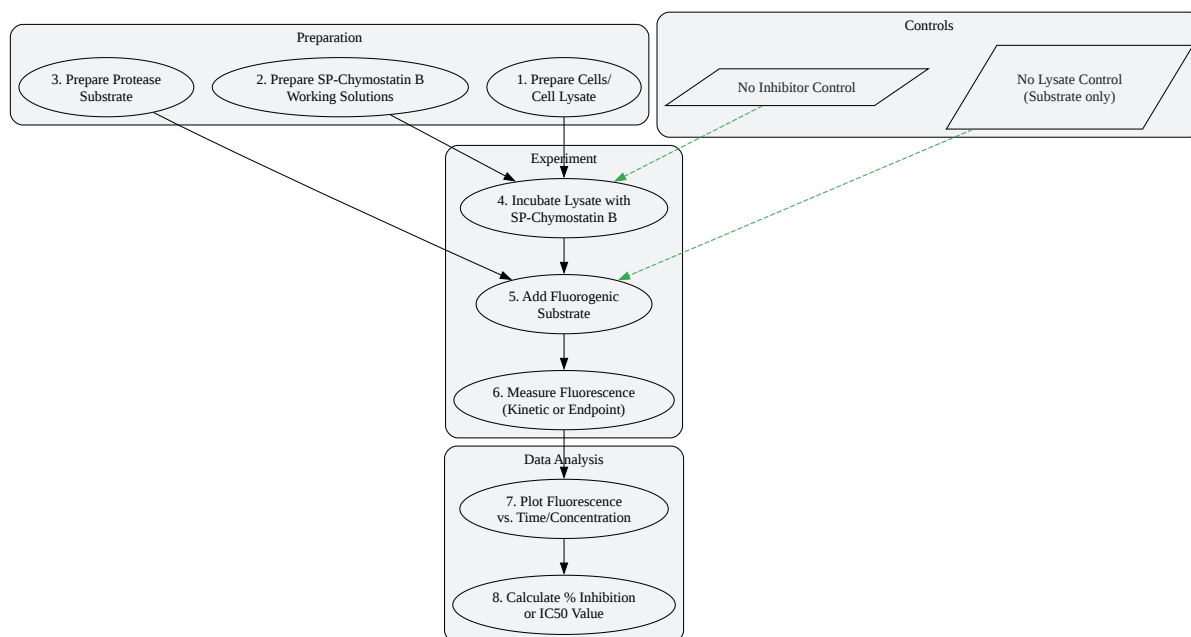 Preparation
3. Prepare Protease
Substrate
2. Prepare SP-Chymostatin B
Working Solutions
1. Prepare Cells/
Cell Lysate
Controls
No Inhibitor Control
No Lysate Control
(Substrate only)
Experiment
4. Incubate Lysate with
SP-Chymostatin B
5. Add Fluorogenic
Substrate
6. Measure Fluorescence
(Kinetic or Endpoint)
Data Analysis
7. Plot Fluorescence
vs. Time/Concentration
8. Calculate % Inhibition
or IC50 Value